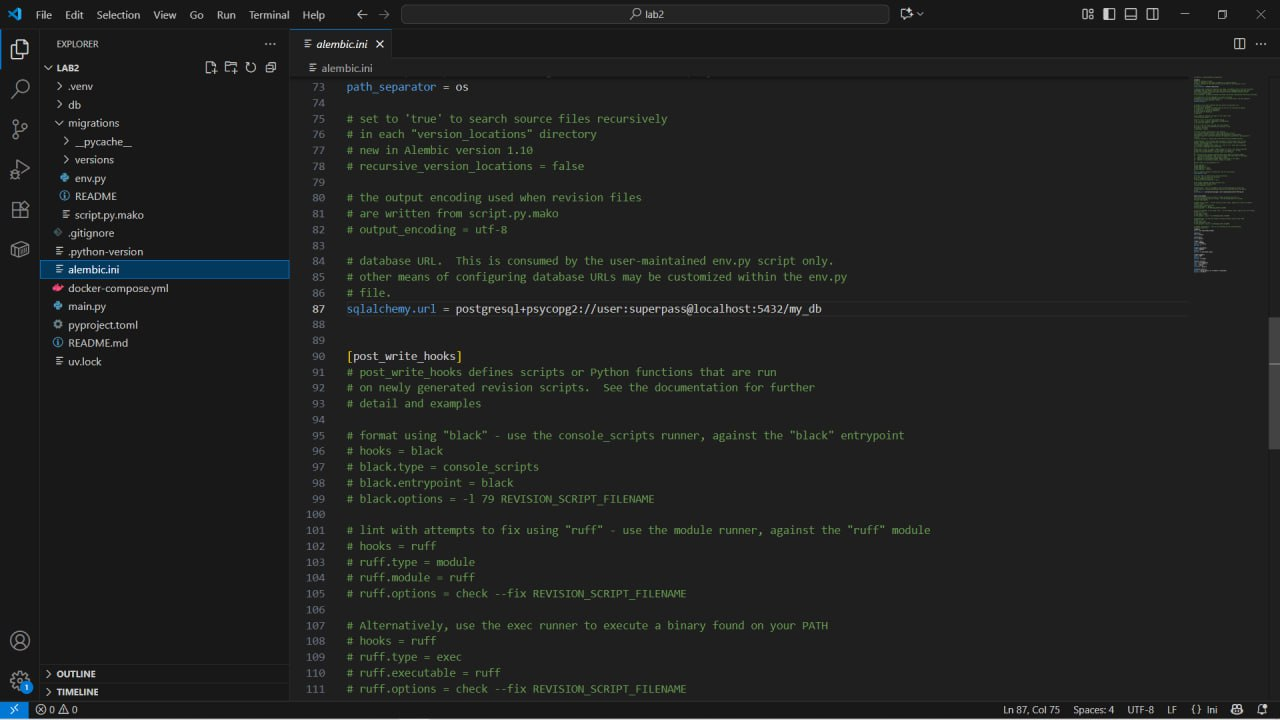 File Edit Selection View Go Run Terminal Help
lab2
EXPLORER
LAB2
.venv
db
migrations
__pycache__
versions
env.py
README
script.py.mako
.gitignore
.python-version
alembic.ini
docker-compose.yml
main.py
pyproject.toml
README.md
uv.lock
OUTLINE
TIMELINE
alembic.ini
alembic.ini
73 path_separator = os
74
75 # set to 'true' to search source files recursively
76 # in each "version_locations" directory
77 # new in Alembic version 1.10
78 # recursive_version_locations = false
79
80 # the output encoding used when revision files
81 # are written from script.py.mako
82 # output_encoding = utf-8
83
84 # database URL.  This is consumed by the user-maintained env.py script only.
85 # other means of configuring database URLs may be customized within the env.py
86 # file.
87 sqlalchemy.url = postgresql+psycopg2://user:superpass@localhost:5432/my_db
88
89
90 [post_write_hooks]
91 # post_write_hooks defines scripts or Python functions that are run
92 # on newly generated revision scripts.  See the documentation for further
93 # detail and examples
94
95 # format using "black" - use the console_scripts runner, against the "black" entrypoint
96 # hooks = black
97 # black.type = console_scripts
98 # black.entrypoint = black
99 # black.options = -l 79 REVISION_SCRIPT_FILENAME
100
101 # lint with attempts to fix using "ruff" - use the module runner, against the "ruff" module
102 # hooks = ruff
103 # ruff.type = module
104 # ruff.module = ruff
105 # ruff.options = check --fix REVISION_SCRIPT_FILENAME
106
107 # Alternatively, use the exec runner to execute a binary found on your PATH
108 # hooks = ruff
109 # ruff.type = exec
110 # ruff.executable = ruff
111 # ruff.options = check --fix REVISION_SCRIPT_FILENAME
1
0 0
Ln 87, Col 75 Spaces: 4 UTF-8 LF {} Ini